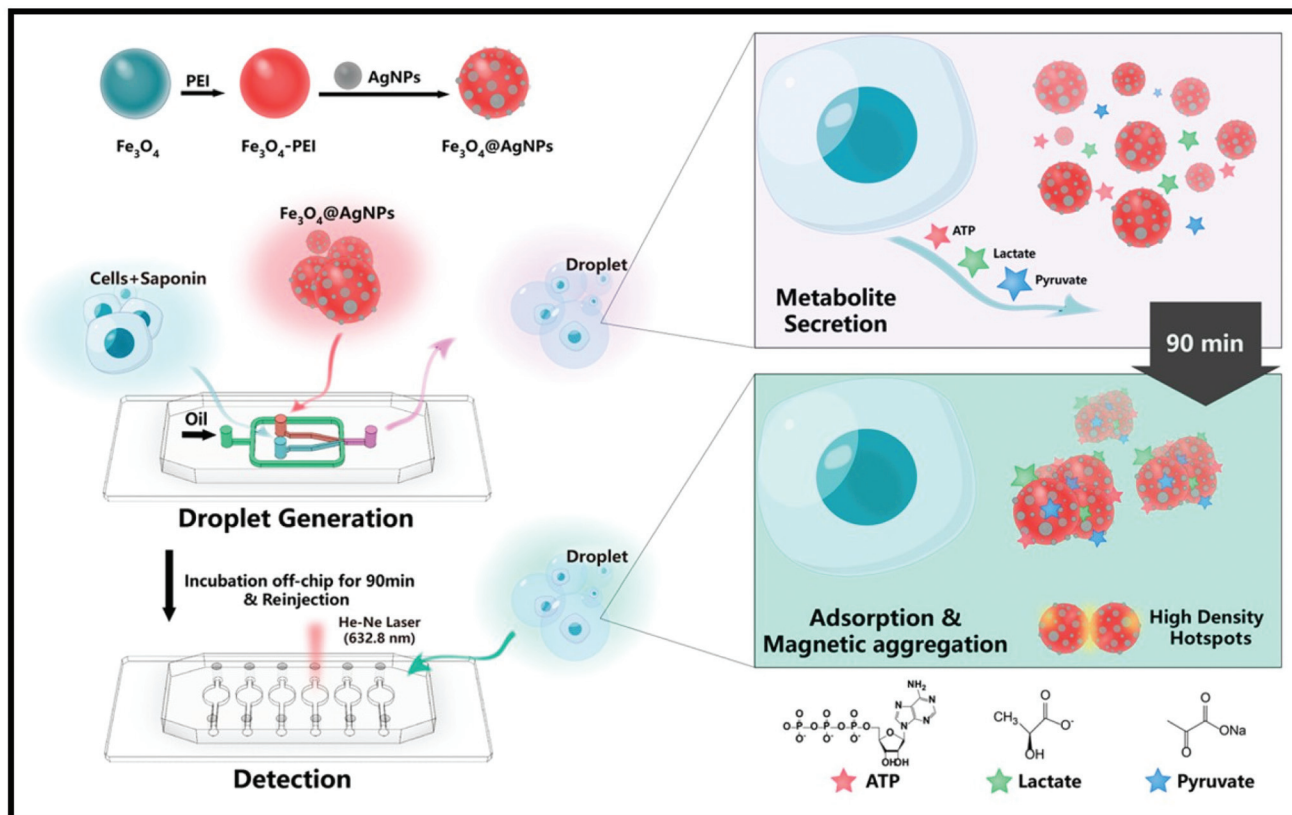 PEI
AgNPs
Fe₃O₄
Fe₃O₄-PEI
Fe₃O₄@AgNPs
Fe₃O₄@AgNPs
Cells+Saponin
Droplet
Oil
Droplet Generation
Incubation off-chip for 90min
& Reinjection
He-Ne Laser
(632.8 nm)
Droplet
Detection
ATP
Lactate
Pyruvate
Metabolite
Secretion
90 min
Adsorption &
Magnetic aggregation
High Density
Hotspots
NH₂
N
N
N
N
O O O
O⁻-P-O-P-O-P-O
O⁻ O⁻ O⁻
O
OHOH
ATP
O
CH₃
O⁻
OH
Lactate
O
ONa
O
Pyruvate